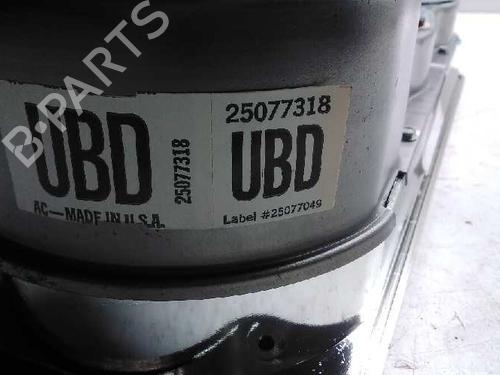 B-PARTS
UBD
AC—MADE IN U.S.A.
25077318
25077318
UBD
Label #25077049